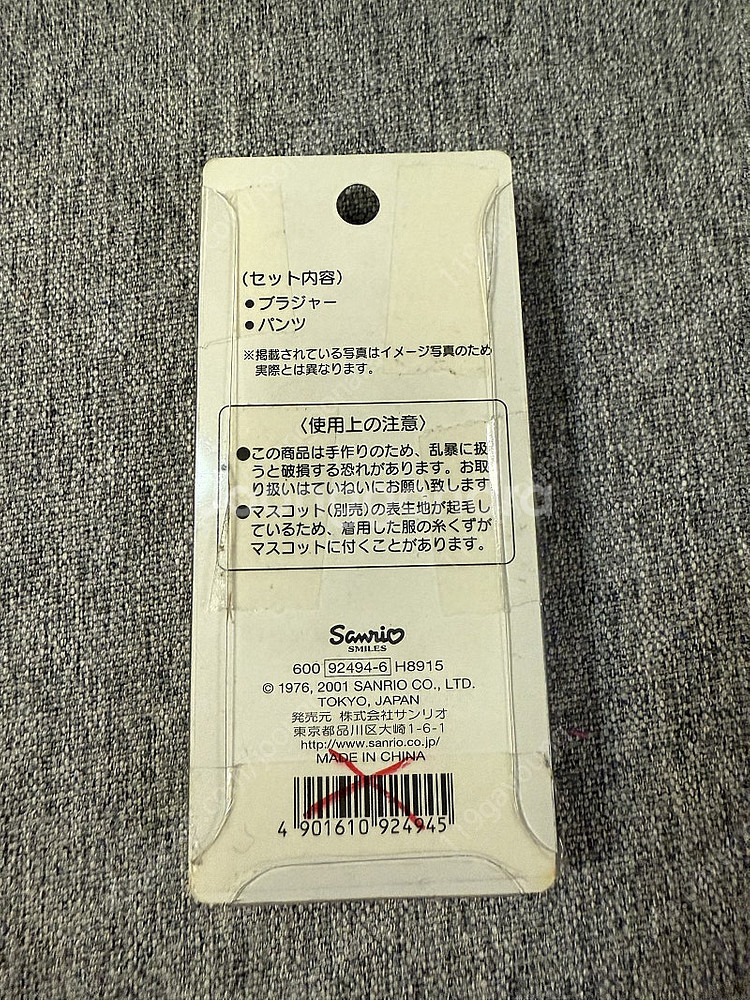 (セット内容)
●ブラジャー
●パンツ
※掲載されている写真はイメージ写真のため
実際とは異なります。
〈使用上の注意〉
●この商品は手作りのため、乱暴に扱
うと破損する恐れがあります。お取
り扱いはていねいにお願い致します
●マスコット(別売)の表生地が起毛し
ているため、着用した服の糸くずが
マスコットに付くことがあります。
Sanrio
SMILES
600 92494-6 H8915
© 1976, 2001 SANRIO CO., LTD.
TOKYO, JAPAN
発売元 株式会社サンリオ
東京都品川区大崎1-6-1
http://www.sanrio.co.jp/
MADE IN CHINA
4 901610 924945